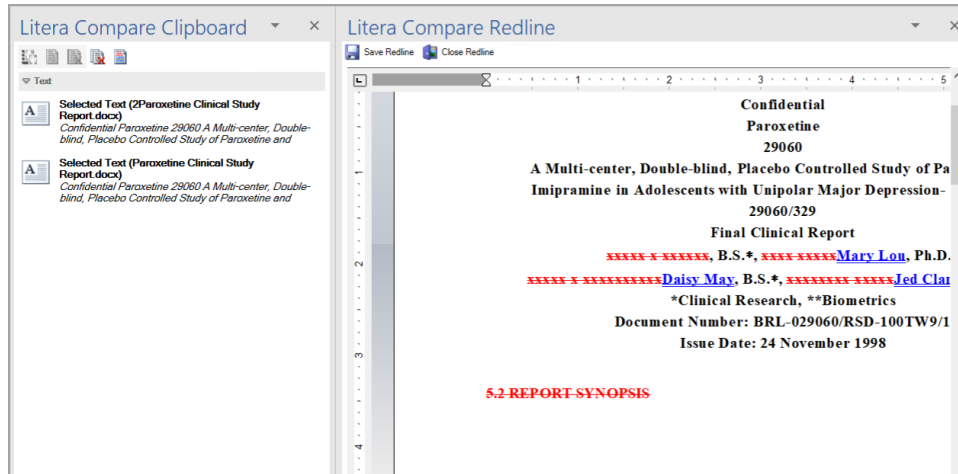 Litera Compare Clipboard
Text
Selected Text (2Paroxetine Clinical Study
Report.docx)
Confidential Paroxetine 29060 A Multi-center, Double-
blind, Placebo Controlled Study of Paroxetine and
Selected Text (Paroxetine Clinical Study
Report.docx)
Confidential Paroxetine 29060 A Multi-center, Double-
blind, Placebo Controlled Study of Paroxetine and
Litera Compare Redline
Save Redline Close Redline
1 2 3 4 5
Confidential
Paroxetine
29060
A Multi-center, Double-blind, Placebo Controlled Study of Pa
Imipramine in Adolescents with Unipolar Major Depression-
29060/329
Final Clinical Report
xxxxx x xxxxxx, B.S.*, xxxx xxxxxMary Lou, Ph.D.
xxxxx x xxxxxxxxxxDaisy May, B.S.*, xxxxxxxx xxxxxJed Clar
*Clinical Research, **Biometrics
Document Number: BRL-029060/RSD-100TW9/1
Issue Date: 24 November 1998
5.2 REPORT SYNOPSIS
1
2
3
4